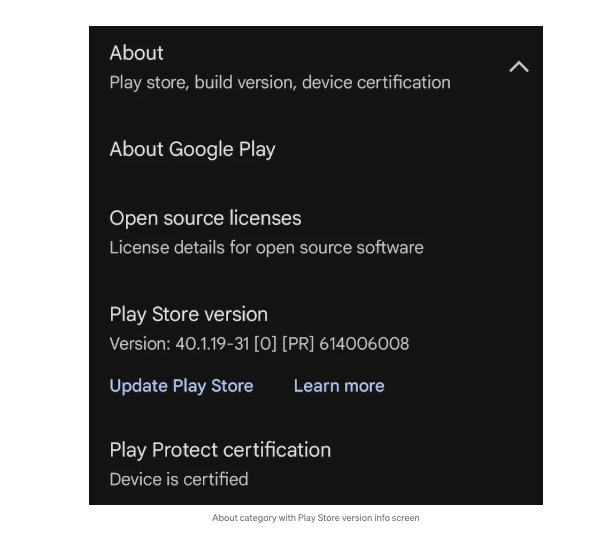 About
Play store, build version, device certification
About Google Play
Open source licenses
License details for open source software
Play Store version
Version: 40.1.19-31 [0] [PR] 614006008
Update Play Store
Learn more
Play Protect certification
Device is certified
About category with Play Store version info screen